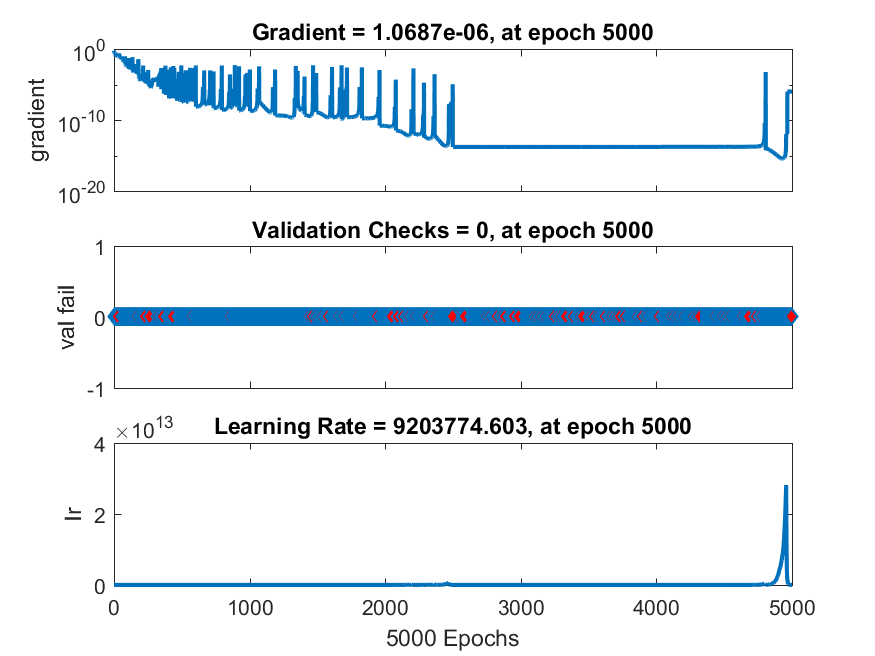 Gradient = 1.0687e-06, at epoch 5000
10^0
10^-10
10^-20
gradient
Validation Checks = 0, at epoch 5000
1
0
-1
val fail
Learning Rate = 9203774.603, at epoch 5000
×10^13
4
2
0
lr
0 1000 2000 3000 4000 5000
5000 Epochs